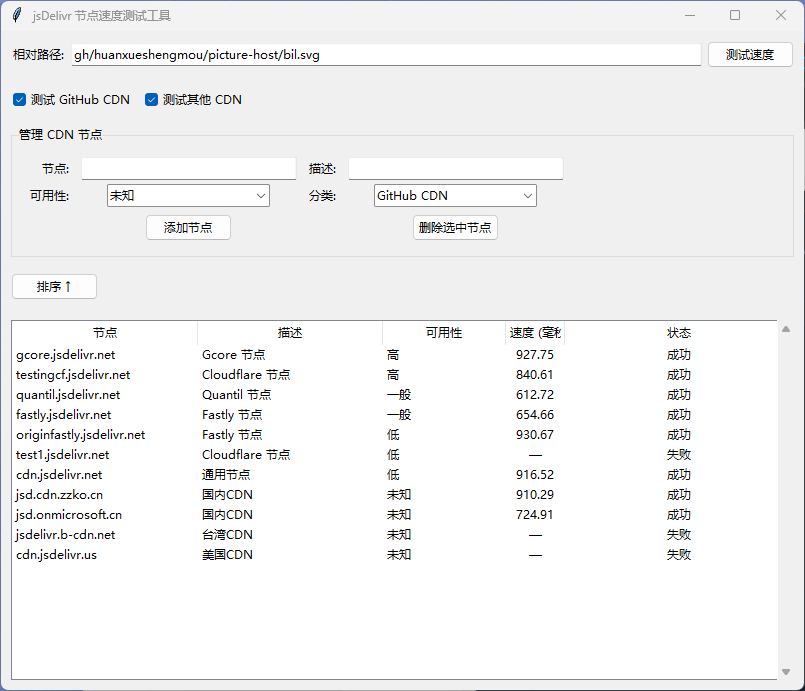 jsDelivr 节点速度测试工具
相对路径: gh/huanxueshengmou/picture-host/bil.svg 测试速度
测试 GitHub CDN 测试其他 CDN
管理 CDN 节点
节点: 描述:
可用性: 未知 分类: GitHub CDN
添加节点 删除选中节点
排序↑
节点 描述 可用性 速度 (毫秒 状态
gcore.jsdelivr.net Gcore 节点 高 927.75 成功
testingcf.jsdelivr.net Cloudflare 节点 高 840.61 成功
quantil.jsdelivr.net Quantil 节点 一般 612.72 成功
fastly.jsdelivr.net Fastly 节点 一般 654.66 成功
originfastly.jsdelivr.net Fastly 节点 低 930.67 成功
test1.jsdelivr.net Cloudflare 节点 低 — 失败
cdn.jsdelivr.net 通用节点 低 916.52 成功
jsd.cdn.zzko.cn 国内CDN 未知 910.29 成功
jsd.onmicrosoft.cn 国内CDN 未知 724.91 成功
jsdelivr.b-cdn.net 台湾CDN 未知 — 失败
cdn.jsdelivr.us 美国CDN 未知 — 失败